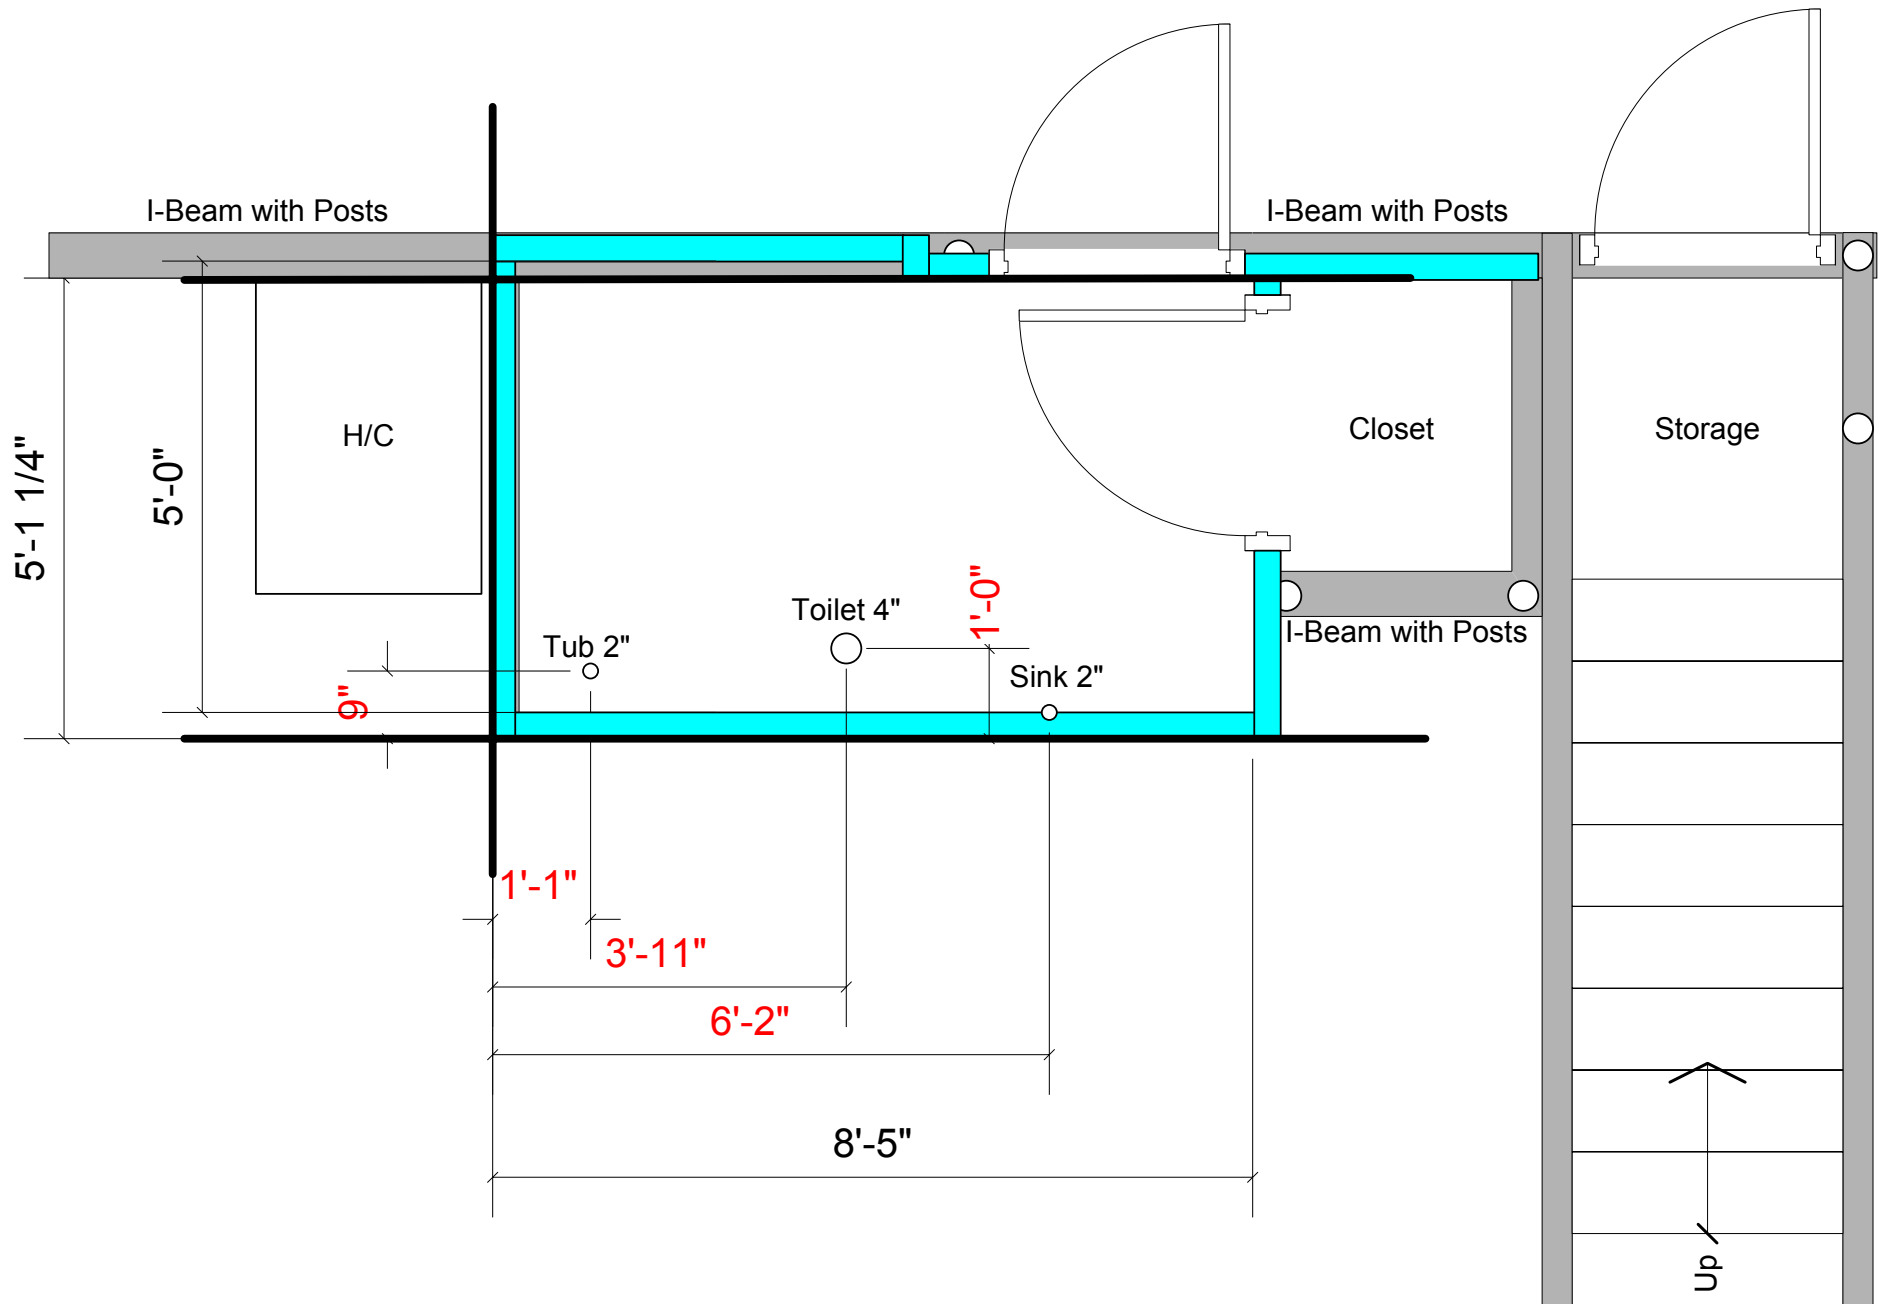 I-Beam with Posts
I-Beam with Posts
H/C
Closet
Storage
5'-1 1/4"
5'-0"
Toilet 4"
1'-0"
Tub 2"
I-Beam with Posts
Sink 2"
9"
1'-1"
3'-11"
6'-2"
8'-5"
Up